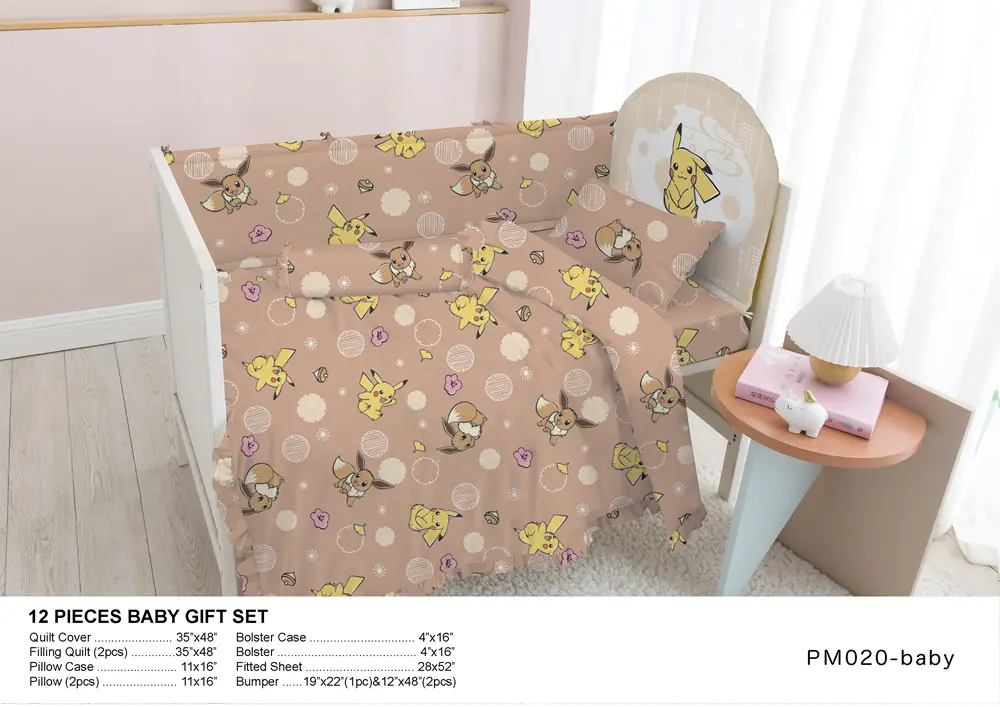 12 PIECES BABY GIFT SET
Quilt Cover ....................... 35"x48"
Filling Quilt (2pcs) .............35"x48"
Pillow Case ........................ 11x16"
Pillow (2pcs) ...................... 11x16"
Bolster Case ............................... 4"x16"
Bolster ......................................... 4"x16"
Fitted Sheet ................................ 28x52"
Bumper ......19"x22"(1pc)&12"x48"(2pcs)
PM020-baby